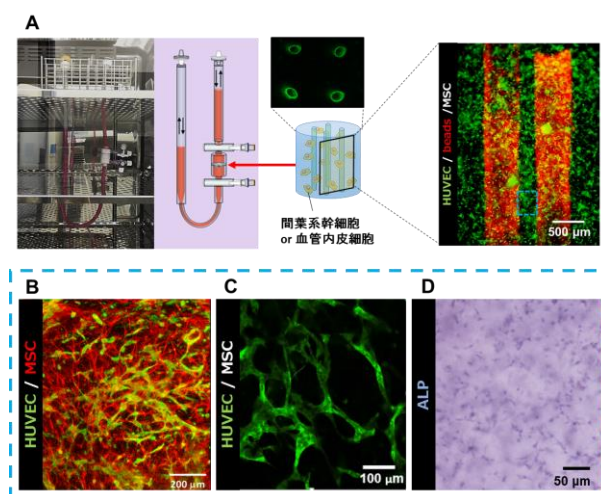 A
間葉系幹細胞
or 血管内皮細胞
HUVEC / beads / MSC
500 μm
B
HUVEC / MSC
200 μm
C
HUVEC / MSC
100 μm
D
ALP
50 μm